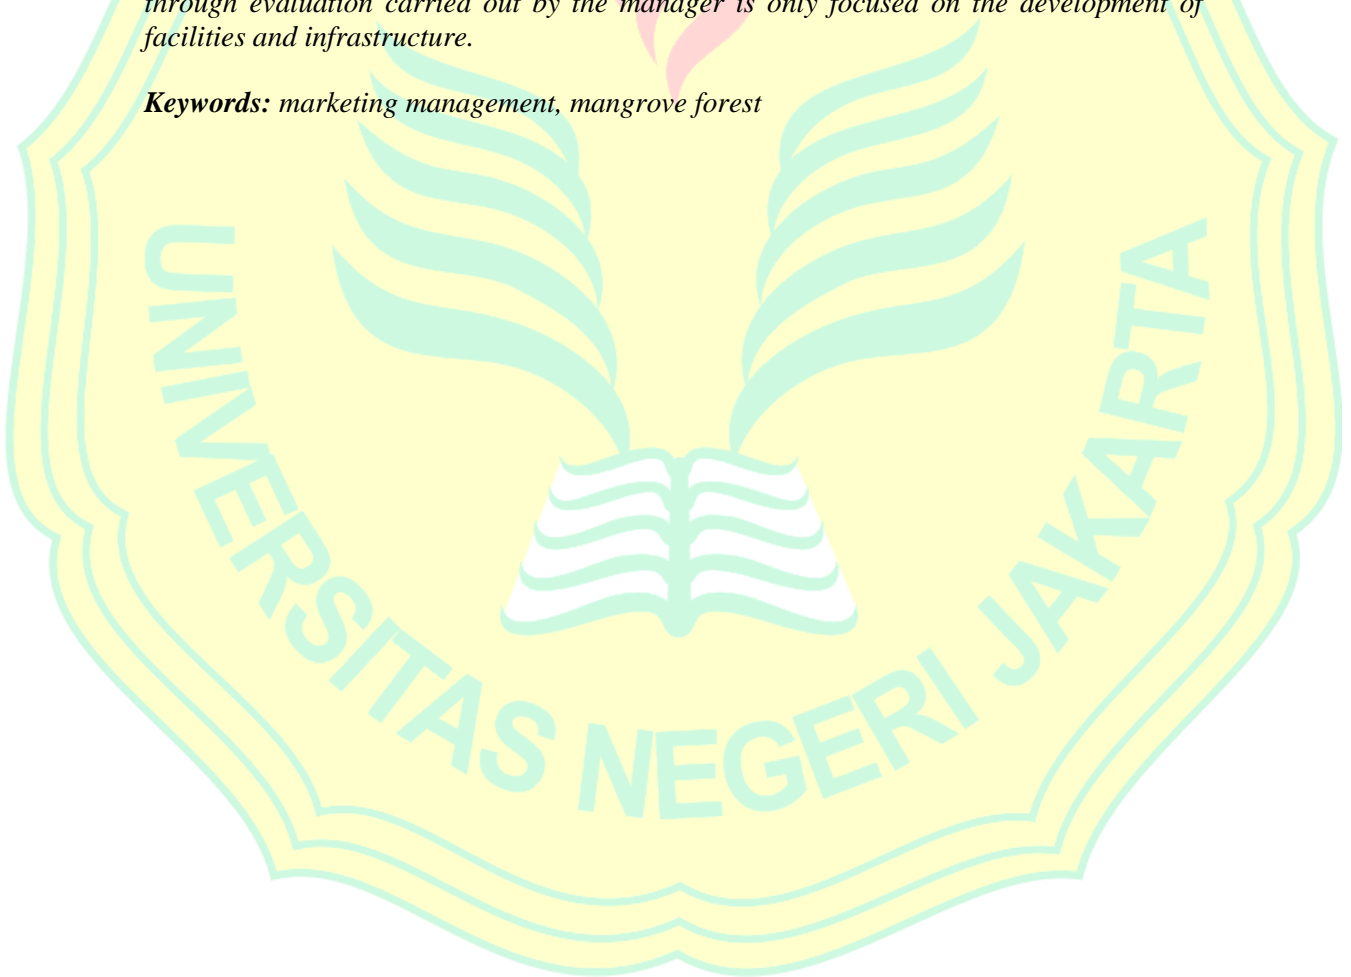 through evaluation carried out by the manager is only focused on the development of
facilities and infrastructure.
Keywords: marketing management, mangrove forest
UNIVERSITAS NEGERI JAKARTA